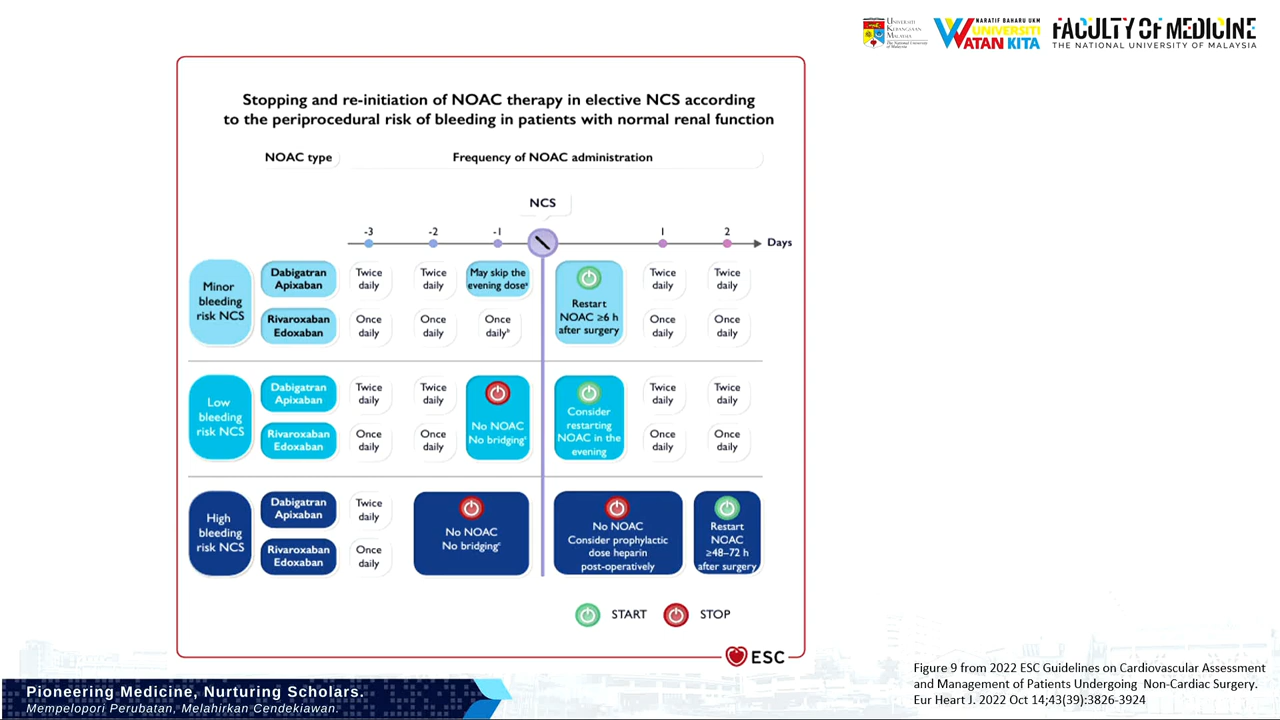 UNIVERSITI
KEBANGSAAN
MALAYSIA
The National University
of Malaysia
NARATIF BAHARU UKM
UNIVERSITI
WATAN KITA
FACULTY OF MEDICINE
THE NATIONAL UNIVERSITY OF MALAYSIA
Stopping and re-initiation of NOAC therapy in elective NCS according
to the periprocedural risk of bleeding in patients with normal renal function
NOAC type
Frequency of NOAC administration
NCS
-3
-2
-1
1
2
Days
Minor
bleeding
risk NCS
Dabigatran
Apixaban
Twice
daily
Twice
daily
May skip the
evening doseᵃ
Restart
NOAC ≥6 h
after surgery
Twice
daily
Twice
daily
Rivaroxaban
Edoxaban
Once
daily
Once
daily
Once
dailyᵇ
Once
daily
Once
daily
Low
bleeding
risk NCS
Dabigatran
Apixaban
Twice
daily
Twice
daily
No NOAC
No bridgingᶜ
Consider
restarting
NOAC in the
evening
Twice
daily
Twice
daily
Rivaroxaban
Edoxaban
Once
daily
Once
daily
Once
daily
Once
daily
High
bleeding
risk NCS
Dabigatran
Apixaban
Twice
daily
No NOAC
No bridgingᶜ
No NOAC
Consider prophylactic
dose heparin
post-operatively
Restart
NOAC
≥48–72 h
after surgery
Rivaroxaban
Edoxaban
Once
daily
START
STOP
ESC
Figure 9 from 2022 ESC Guidelines on Cardiovascular Assessment
and Management of Patients Undergoing Non-Cardiac Surgery.
Eur Heart J. 2022 Oct 14;43(39):3826-3924
Pioneering Medicine, Nurturing Scholars.
Mempelopori Perubatan, Melahirkan Cendekiawan.